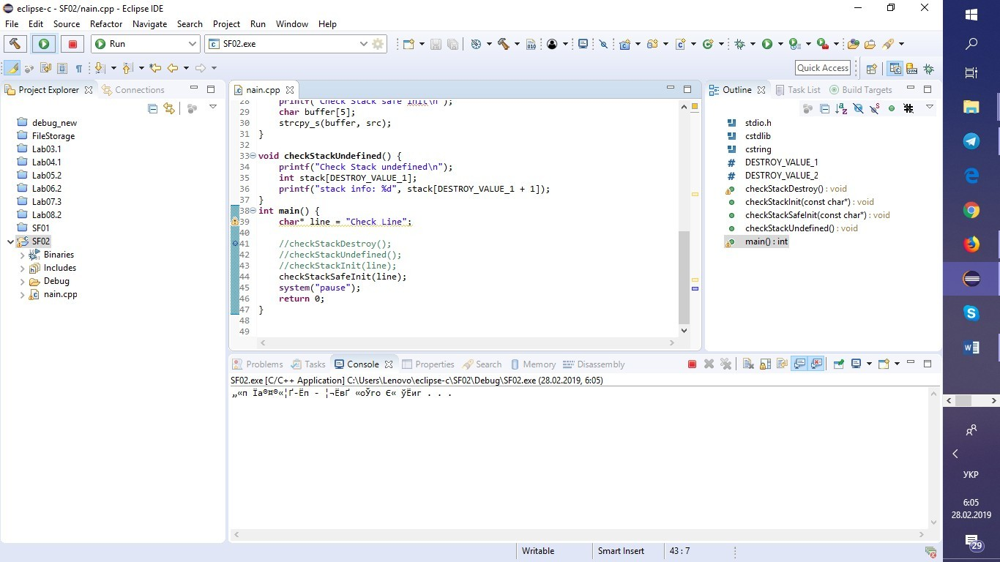 eclipse-c - SF02/nain.cpp - Eclipse IDE
File Edit Source Refactor Navigate Search Project Run Window Help
Run
SF02.exe
Quick Access
Project Explorer
Connections
debug_new
FileStorage
Lab03.1
Lab04.1
Lab05.2
Lab06.2
Lab07.3
Lab08.2
SF01
SF02
Binaries
Includes
Debug
nain.cpp
nain.cpp
28 printf("Check Stack safe init\n");
29 char buffer[5];
30 strcpy_s(buffer, src);
31 }
32
33 void checkStackUndefined() {
34 printf("Check Stack undefined\n");
35 int stack[DESTROY_VALUE_1];
36 printf("stack info: %d", stack[DESTROY_VALUE_1 + 1]);
37 }
38 int main() {
39 char* line = "Check Line";
40
41 //checkStackDestroy();
42 //checkStackUndefined();
43 //checkStackInit(line);
44 checkStackSafeInit(line);
45 system("pause");
46 return 0;
47 }
48
49
Outline Task List Build Targets
stdio.h
cstdlib
cstring
DESTROY_VALUE_1
DESTROY_VALUE_2
checkStackDestroy() : void
checkStackInit(const char*) : void
checkStackSafeInit(const char*) : void
checkStackUndefined() : void
main() : int
Problems Tasks Console Properties Search Memory Disassembly
SF02.exe [C/C++ Application] C:\Users\Lenovo\eclipse-c\SF02\Debug\SF02.exe (28.02.2019, 6:05)
„«п Їа®¤®«¦Ґ-Ёп - ¦¬ЁвҐ «оЎго Є« ўЁиг . . .
Writable
Smart Insert
43 : 7
УКР
6:05
28.02.2019
29